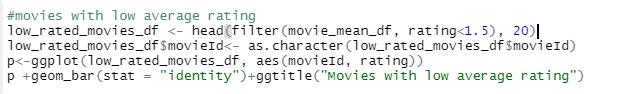 #movies with low average rating
low_rated_movies_df <- head(filter(movie_mean_df, rating<1.5), 20)
low_rated_movies_df$movieId<- as.character(low_rated_movies_df$movieId)
p<-ggplot(low_rated_movies_df, aes(movieId, rating))
p +geom_bar(stat = "identity")+ggtitle("Movies with low average rating")